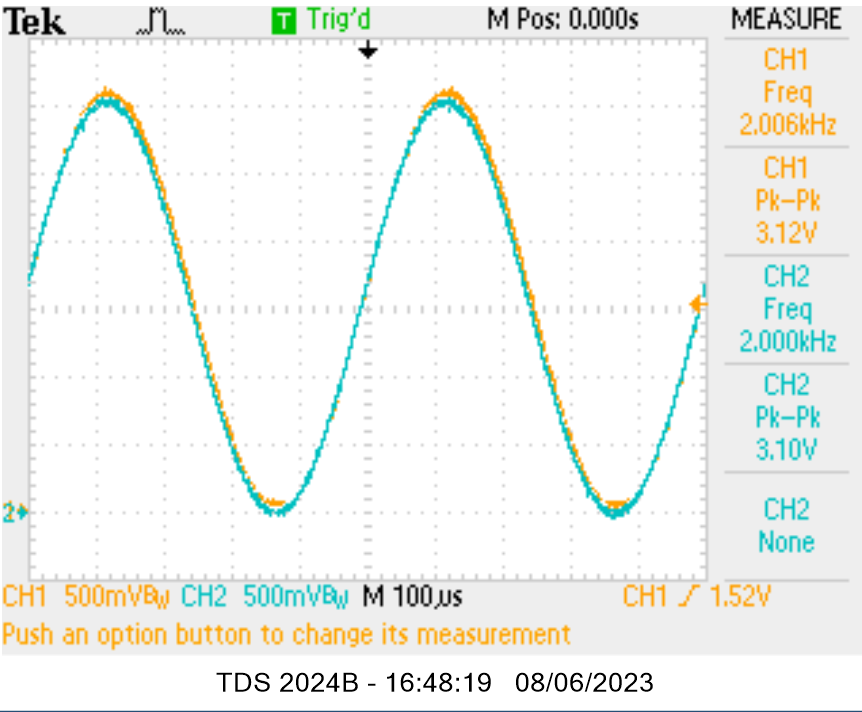 Tek T Trig'd M Pos: 0.000s MEASURE
CH1
Freq
2.006kHz
CH1
Pk-Pk
3.12V
CH2
Freq
2.000kHz
CH2
Pk-Pk
3.10V
CH2
None
2
CH1 500mVBW CH2 500mVBW M 100µs CH1 1.52V
Push an option button to change its measurement
TDS 2024B - 16:48:19 08/06/2023